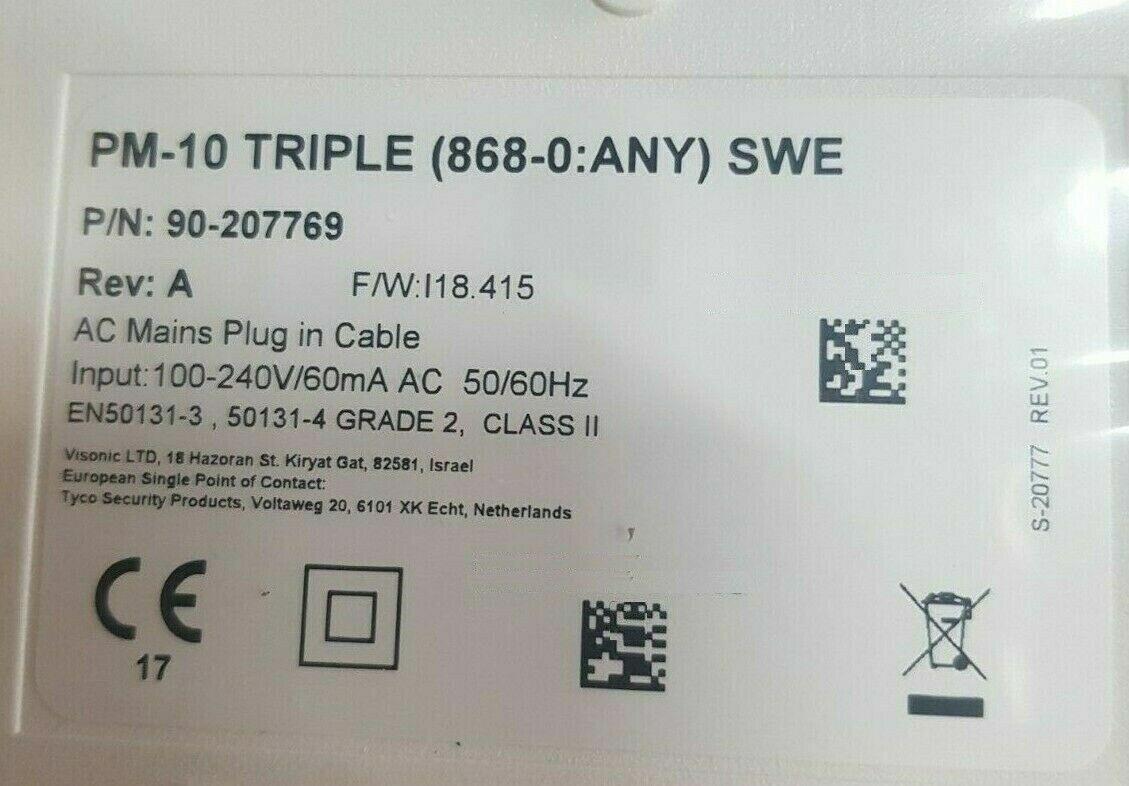 PM-10 TRIPLE (868-0:ANY) SWE
P/N: 90-207769
Rev: A F/W:I18.415
AC Mains Plug in Cable
Input:100-240V/60mA AC 50/60Hz
EN50131-3 , 50131-4 GRADE 2, CLASS II
Visonic LTD, 18 Hazoran St. Kiryat Gat, 82581, Israel
European Single Point of Contact:
Tyco Security Products, Voltaweg 20, 6101 XK Echt, Netherlands
CE
17
S-20777 REV.01